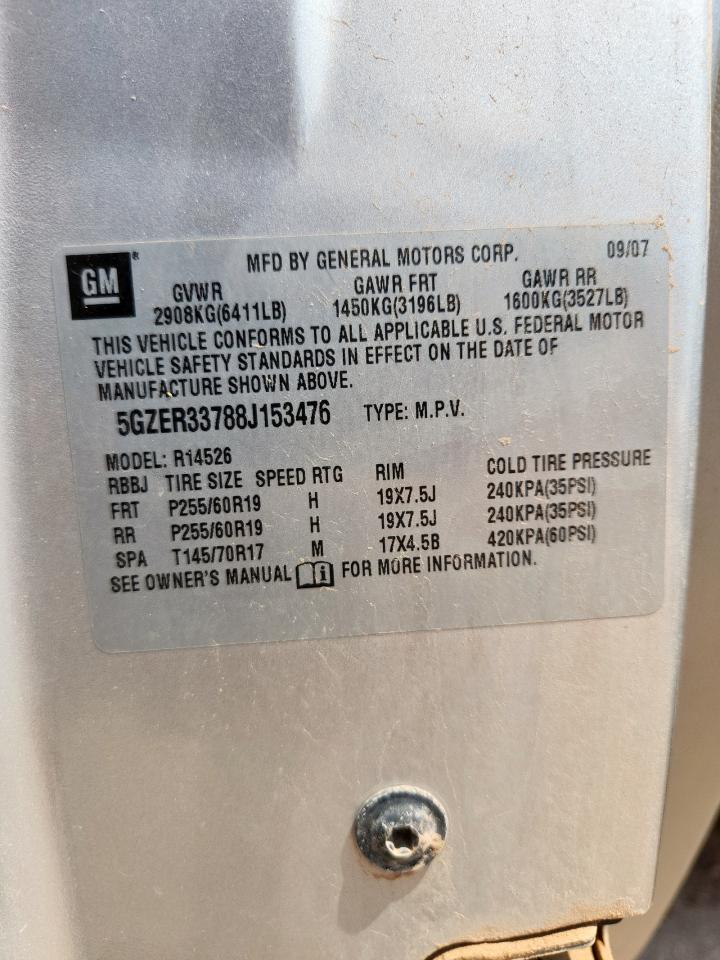 GM ®
MFD BY GENERAL MOTORS CORP. 09/07
GVWR GAWR FRT GAWR RR
2908KG(6411LB) 1450KG(3196LB) 1600KG(3527LB)
THIS VEHICLE CONFORMS TO ALL APPLICABLE U.S. FEDERAL MOTOR
VEHICLE SAFETY STANDARDS IN EFFECT ON THE DATE OF
MANUFACTURE SHOWN ABOVE.
5GZER33788J153476 TYPE: M.P.V.
MODEL: R14526
RBBJ TIRE SIZE SPEED RTG RIM COLD TIRE PRESSURE
FRT P255/60R19 H 19X7.5J 240KPA(35PSI)
RR P255/60R19 H 19X7.5J 240KPA(35PSI)
SPA T145/70R17 M 17X4.5B 420KPA(60PSI)
SEE OWNER'S MANUAL i FOR MORE INFORMATION.